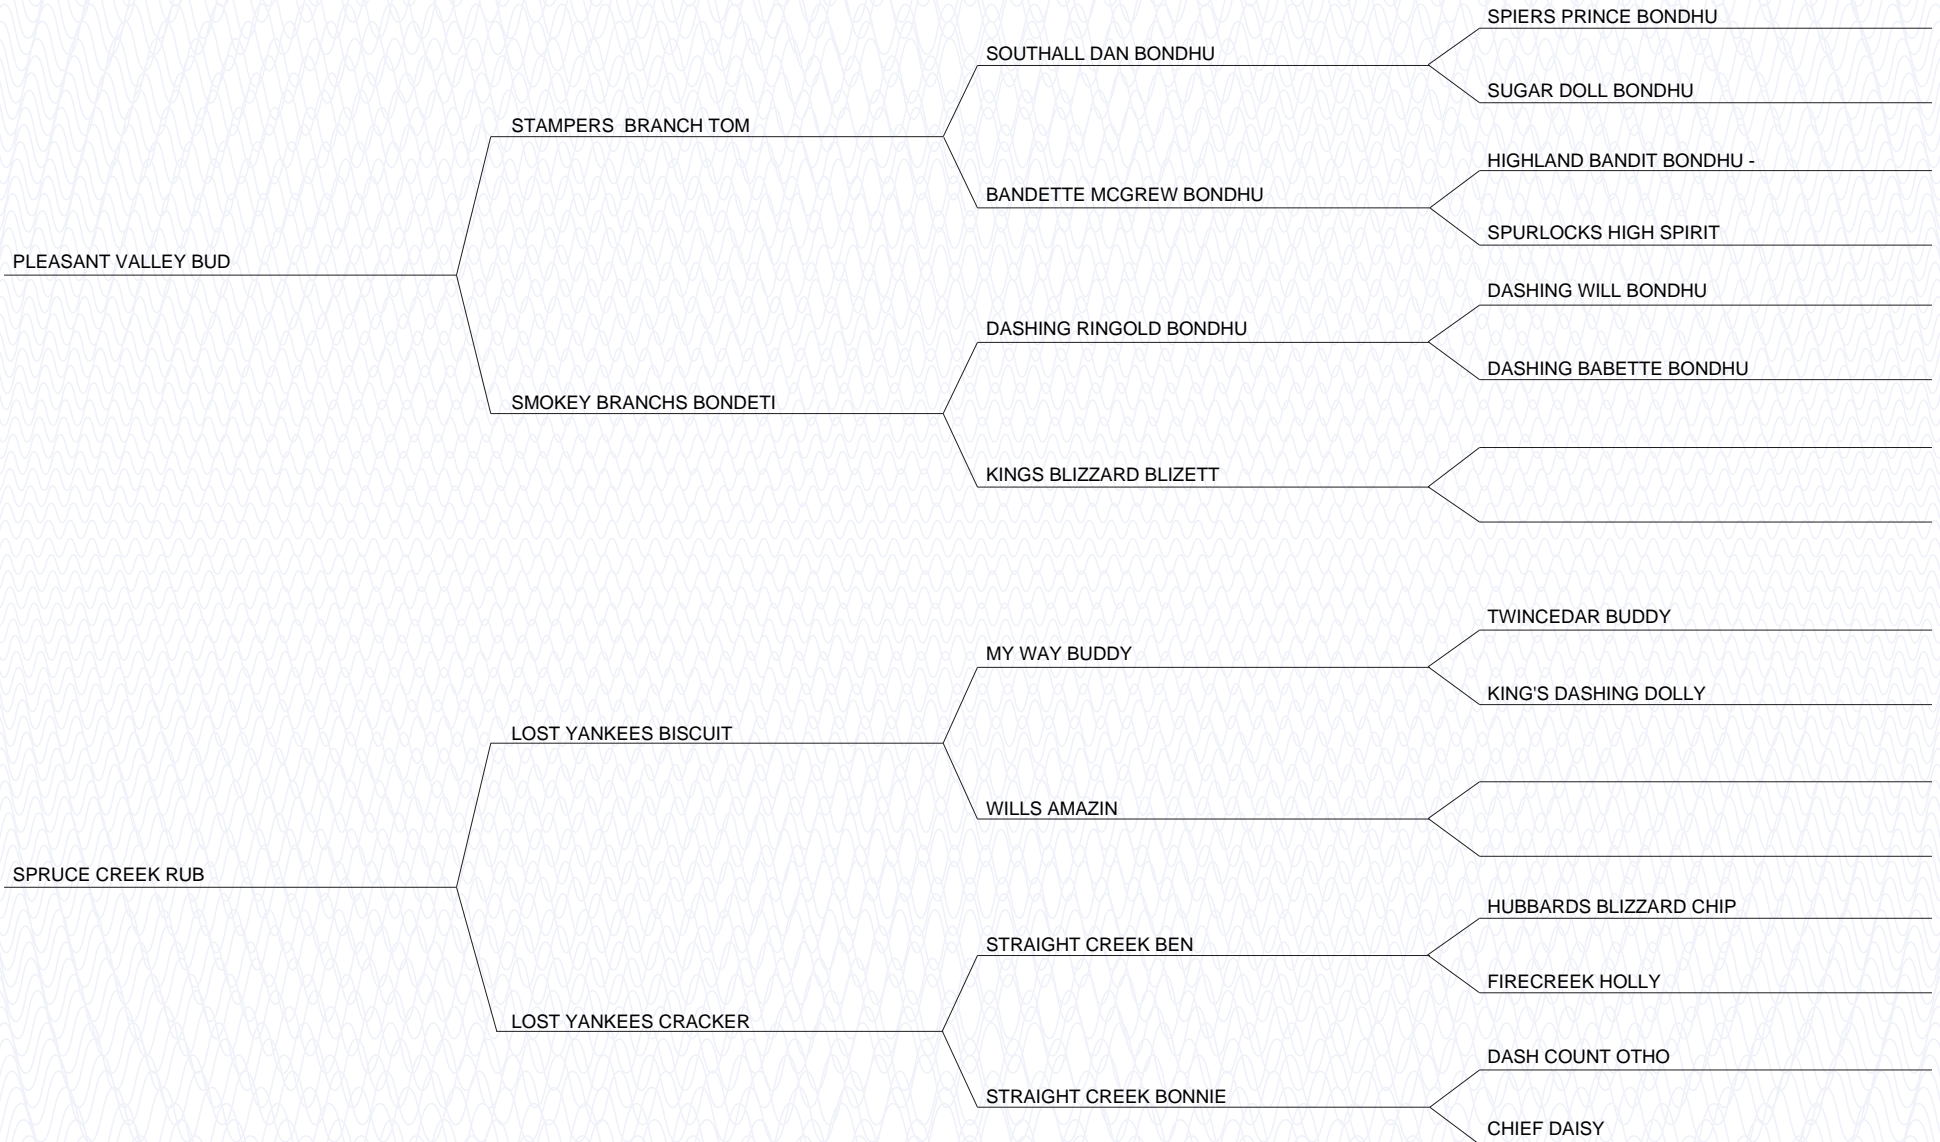 SPIERS PRINCE BONDHU
SOUTHALL DAN BONDHU
SUGAR DOLL BONDHU
STAMPERS  BRANCH TOM
HIGHLAND BANDIT BONDHU -
BANDETTE MCGREW BONDHU
SPURLOCKS HIGH SPIRIT
PLEASANT VALLEY BUD
DASHING WILL BONDHU
DASHING RINGOLD BONDHU
DASHING BABETTE BONDHU
SMOKEY BRANCHS BONDETI
KINGS BLIZZARD BLIZETT
TWINCEDAR BUDDY
MY WAY BUDDY
KING'S DASHING DOLLY
LOST YANKEES BISCUIT
WILLS AMAZIN
SPRUCE CREEK RUB
HUBBARDS BLIZZARD CHIP
STRAIGHT CREEK BEN
FIRECREEK HOLLY
LOST YANKEES CRACKER
DASH COUNT OTHO
STRAIGHT CREEK BONNIE
CHIEF DAISY